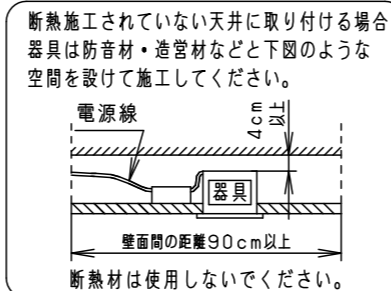 断熱施工されていない天井に取り付ける場合
器具は防音材・造営材などと下図のような
空間を設けて施工してください。
電源線
4cm
以上
器具
壁面間の距離90cm以上
断熱材は使用しないでください。